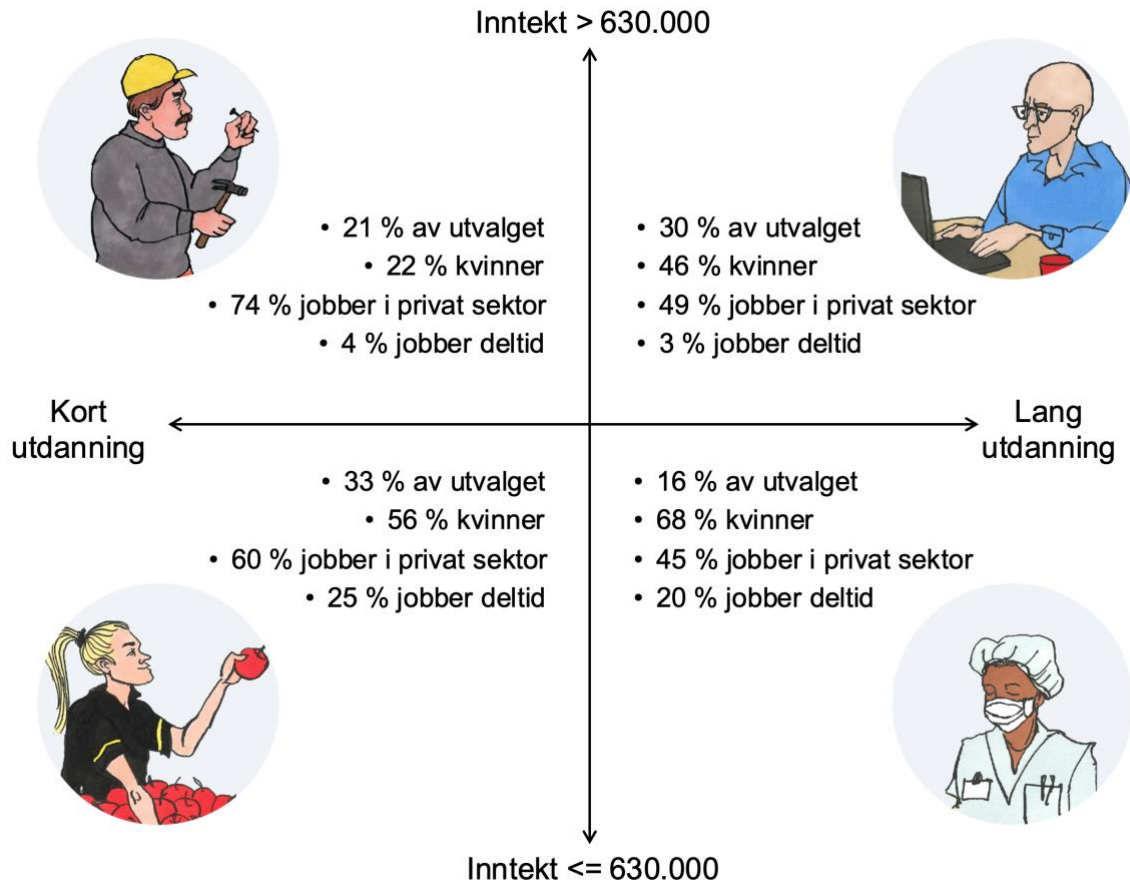 Inntekt > 630.000
• 21 % av utvalget
• 22 % kvinner
• 74 % jobber i privat sektor
• 4 % jobber deltid
• 30 % av utvalget
• 46 % kvinner
• 49 % jobber i privat sektor
• 3 % jobber deltid
Kort
utdanning
Lang
utdanning
• 33 % av utvalget
• 56 % kvinner
• 60 % jobber i privat sektor
• 25 % jobber deltid
• 16 % av utvalget
• 68 % kvinner
• 45 % jobber i privat sektor
• 20 % jobber deltid
Inntekt <= 630.000